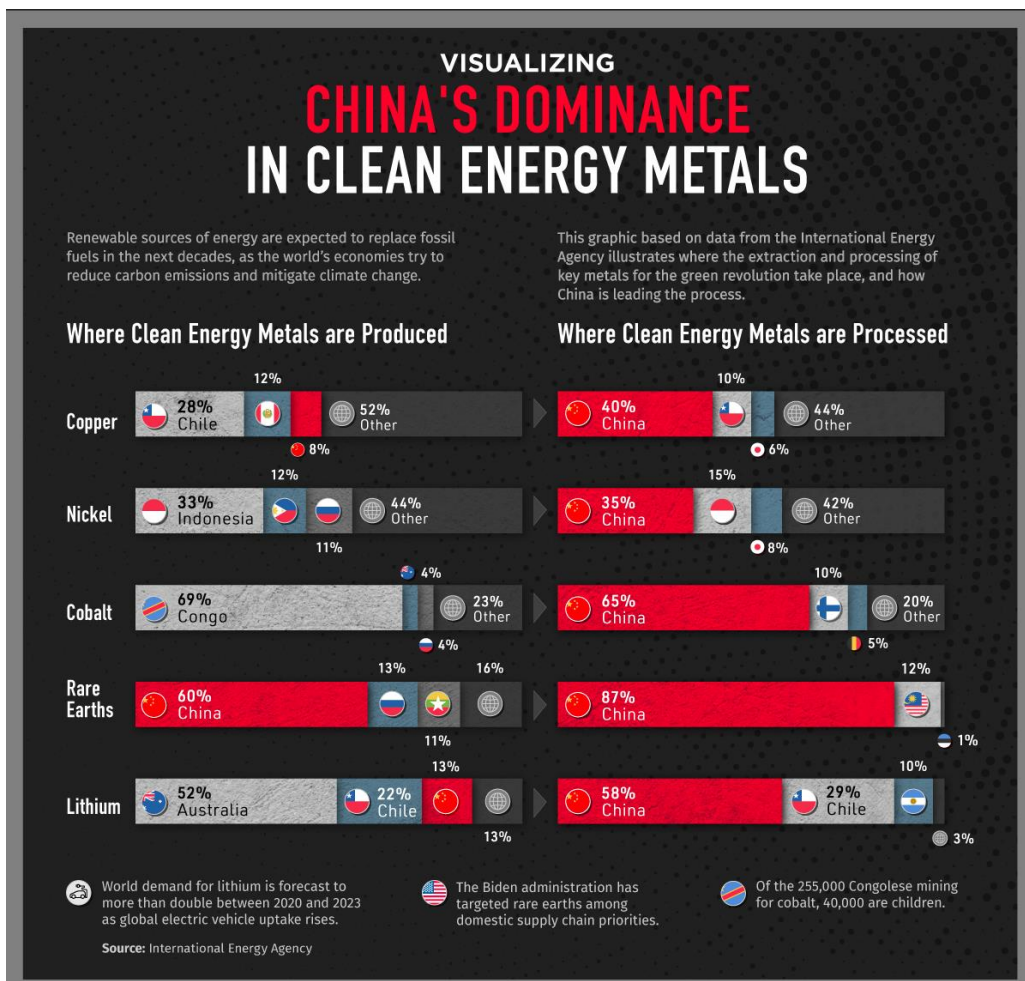 VISUALIZING
CHINA'S DOMINANCE
IN CLEAN ENERGY METALS
Renewable sources of energy are expected to replace fossil
fuels in the next decades, as the world's economies try to
reduce carbon emissions and mitigate climate change.
This graphic based on data from the International Energy
Agency illustrates where the extraction and processing of
key metals for the green revolution take place, and how
China is leading the process.
Where Clean Energy Metals are Produced
Where Clean Energy Metals are Processed
Copper
28%
Chile
12%
8%
52%
Other
40%
China
10%
6%
44%
Other
Nickel
33%
Indonesia
12%
11%
44%
Other
35%
China
15%
8%
42%
Other
Cobalt
69%
Congo
4%
4%
23%
Other
65%
China
10%
5%
20%
Other
Rare
Earths
60%
China
13%
11%
16%
87%
China
12%
1%
Lithium
52%
Australia
22%
Chile
13%
13%
58%
China
29%
Chile
10%
3%
World demand for lithium is forecast to
more than double between 2020 and 2023
as global electric vehicle uptake rises.
The Biden administration has
targeted rare earths among
domestic supply chain priorities.
Of the 255,000 Congolese mining
for cobalt, 40,000 are children.
Source: International Energy Agency